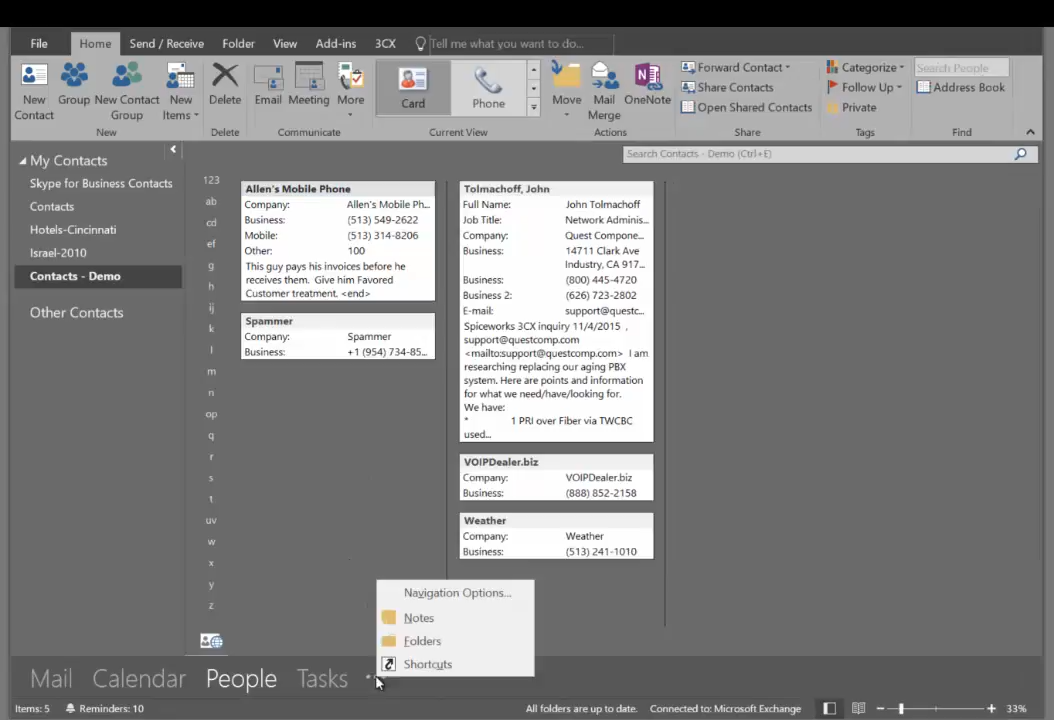 File Home Send / Receive Folder View Add-ins 3CX Tell me what you want to do...
New Contact
Group
New Contact Group
New Items
New
Delete
Delete
Email
Meeting
More
Communicate
Card
Phone
Current View
Move
Mail Merge
OneNote
Actions
Forward Contact
Share Contacts
Open Shared Contacts
Share
Categorize
Follow Up
Private
Tags
Search People
Address Book
Find
My Contacts
Skype for Business Contacts
Contacts
Hotels-Cincinnati
Israel-2010
Contacts - Demo
Other Contacts
Search Contacts - Demo (Ctrl+E)
123
ab
cd
ef
g
h
ij
k
l
m
n
op
q
r
s
t
uv
w
x
y
z
Allen's Mobile Phone
Company: Allen's Mobile Ph...
Business: (513) 549-2622
Mobile: (513) 314-8206
Other: 100
This guy pays his invoices before he
receives them. Give him Favored
Customer treatment. <end>
Spammer
Company: Spammer
Business: +1 (954) 734-85...
Tolmachoff, John
Full Name: John Tolmachoff
Job Title: Network Adminis...
Company: Quest Compone...
Business: 14711 Clark Ave
Industry, CA 917...
Business: (800) 445-4720
Business 2: (626) 723-2802
E-mail: support@questc...
Spiceworks 3CX inquiry 11/4/2015 ,
support@questcomp.com
<mailto:support@questcomp.com> I am
researching replacing our aging PBX
system. Here are points and information
for what we need/have/looking for.
We have:
* 1 PRI over Fiber via TWCBC
used...
VOIPDealer.biz
Company: VOIPDealer.biz
Business: (888) 852-2158
Weather
Company: Weather
Business: (513) 241-1010
Navigation Options...
Notes
Folders
Shortcuts
Mail Calendar People Tasks
Items: 5 Reminders: 10 All folders are up to date. Connected to: Microsoft Exchange 33%